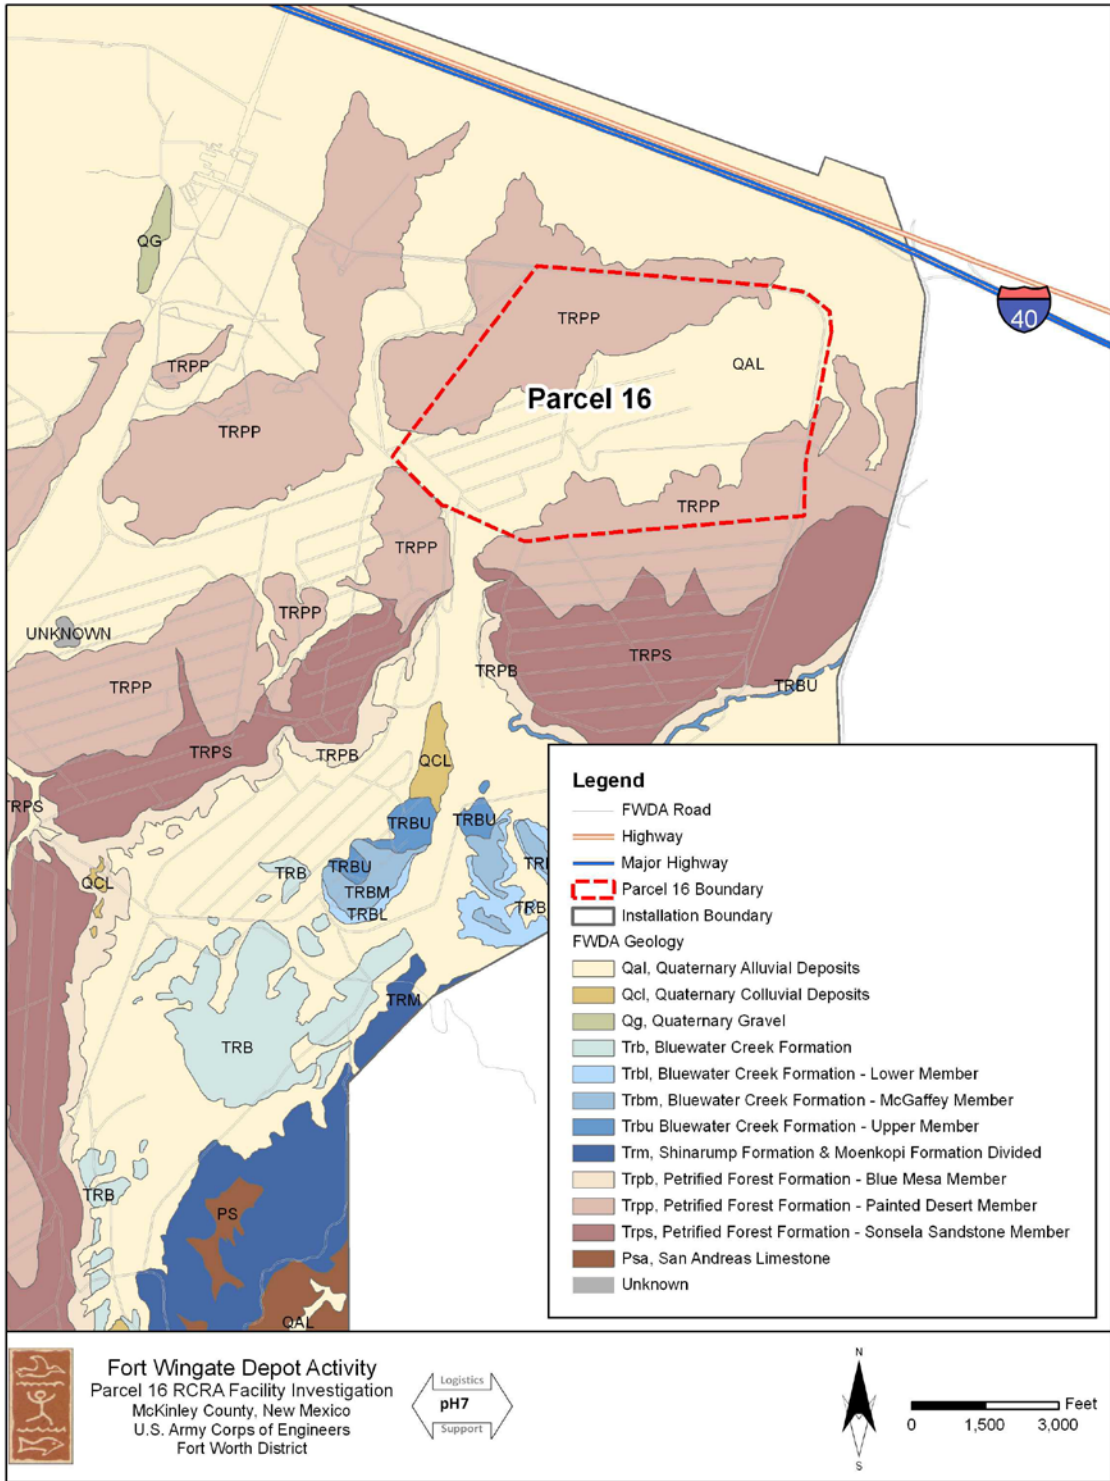 QG
40
TRPP
TRPP
QAL
Parcel 16
TRPP
TRPP
TRPP
TRPP
UNKNOWN
TRPB
TRPS
TRPP
TRBU
TRPS
TRPB
QCL
TRPS
TRBU
TRBU
TRBU
TRB
QCL
TRBM
TRBL
TRB
TRM
TRB
TRB
PS
QAL
Legend
FWDA Road
Highway
Major Highway
Parcel 16 Boundary
Installation Boundary
FWDA Geology
Qal, Quaternary Alluvial Deposits
Qcl, Quaternary Colluvial Deposits
Qg, Quaternary Gravel
Trb, Bluewater Creek Formation
Trbl, Bluewater Creek Formation - Lower Member
Trbm, Bluewater Creek Formation - McGaffey Member
Trbu Bluewater Creek Formation - Upper Member
Trm, Shinarump Formation & Moenkopi Formation Divided
Trpb, Petrified Forest Formation - Blue Mesa Member
Trpp, Petrified Forest Formation - Painted Desert Member
Trps, Petrified Forest Formation - Sonsela Sandstone Member
Psa, San Andreas Limestone
Unknown
Fort Wingate Depot Activity
Parcel 16 RCRA Facility Investigation
McKinley County, New Mexico
U.S. Army Corps of Engineers
Fort Worth District
Logistics
pH7
Support
N
S
Feet
0 1,500 3,000